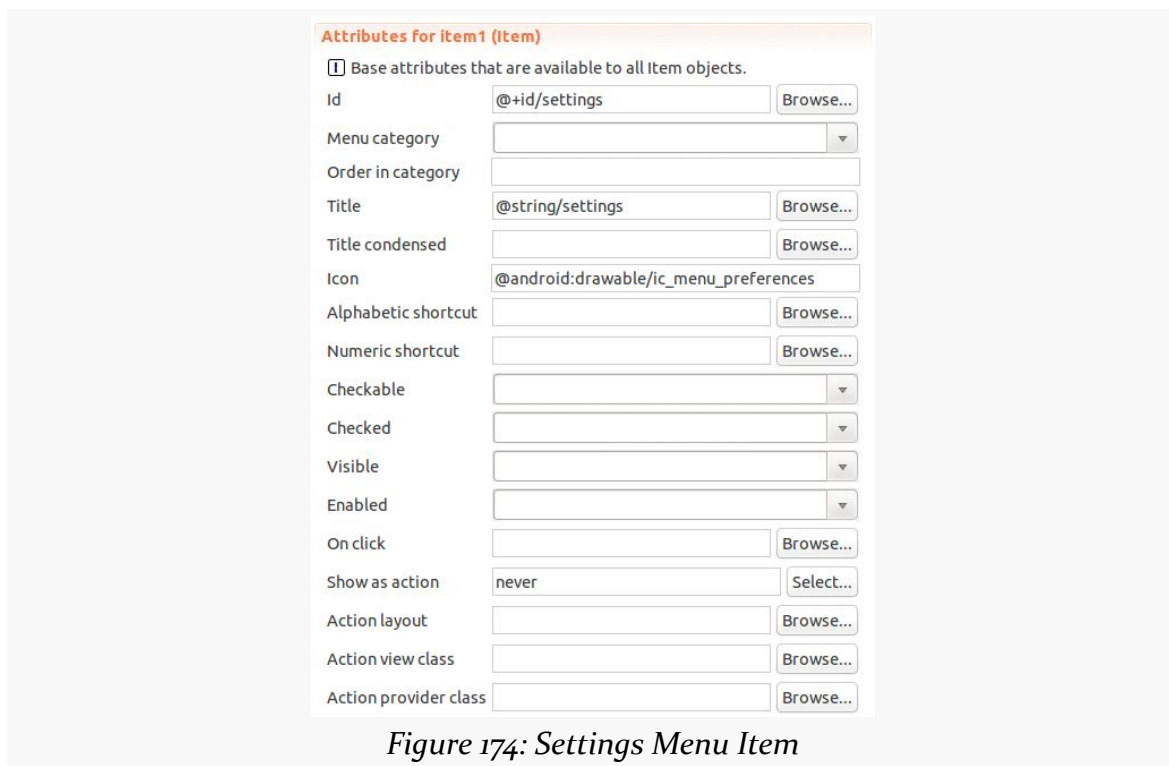 Attributes for item1 (Item)
I Base attributes that are available to all Item objects.
Id @+id/settings Browse...
Menu category
Order in category
Title @string/settings Browse...
Title condensed Browse...
Icon @android:drawable/ic_menu_preferences
Alphabetic shortcut Browse...
Numeric shortcut Browse...
Checkable
Checked
Visible
Enabled
On click Browse...
Show as action never Select...
Action layout Browse...
Action view class Browse...
Action provider class Browse...
Figure 174: Settings Menu Item